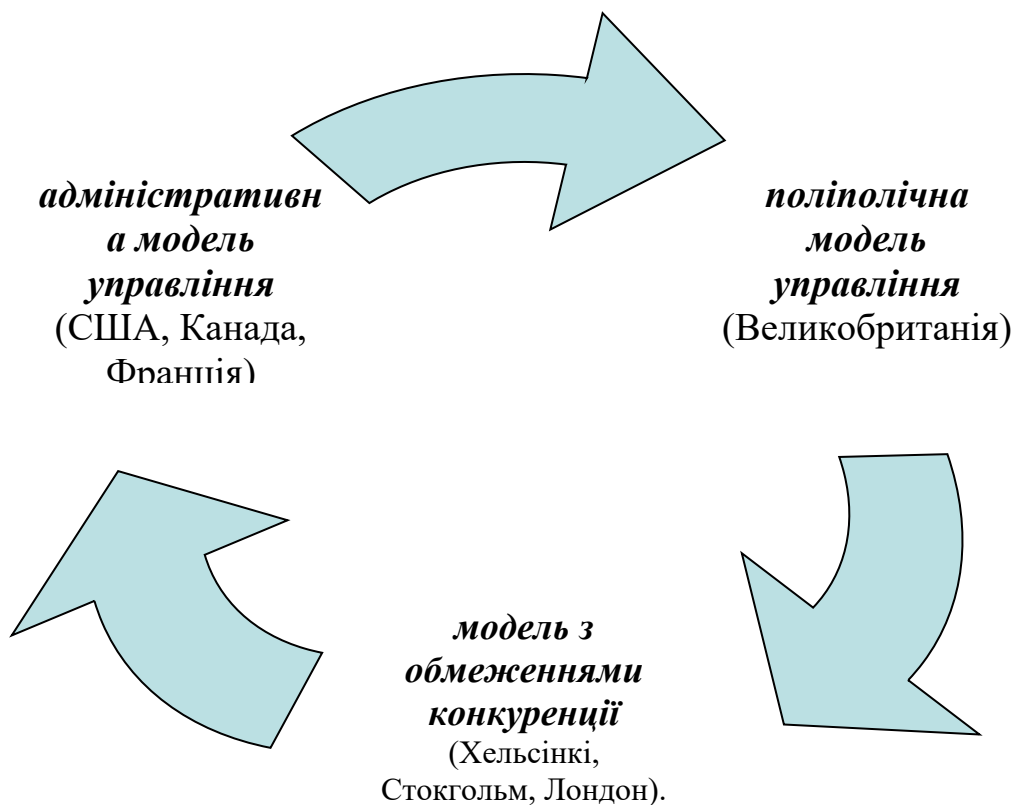 адміністративн
а модель
управління
(США, Канада,
Франція)
поліполічна
модель
управління
(Великобританія)
модель з
обмеженнями
конкуренції
(Хельсінкі,
Стокгольм, Лондон).